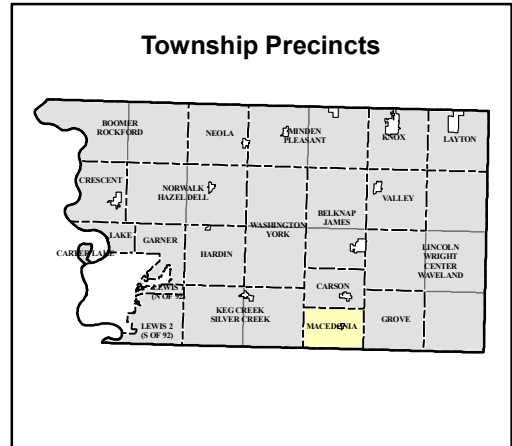 Township Precincts
BOOMER
ROCKFORD
NEOLA
MINDEN
PLEASANT
KNOX
LAYTON
CRESCENT
NORWALK
HAZEL DELL
VALLEY
BELKNAP
JAMES
WASHINGTON
YORK
LAKE
GARNER
HARDIN
CARTER LAKE
LINCOLN
WRIGHT
CENTER
WAVELAND
CARSON
LEWIS
(N OF 92)
KEG CREEK
SILVER CREEK
LEWIS 2
(S OF 92)
MACEDENIA
GROVE